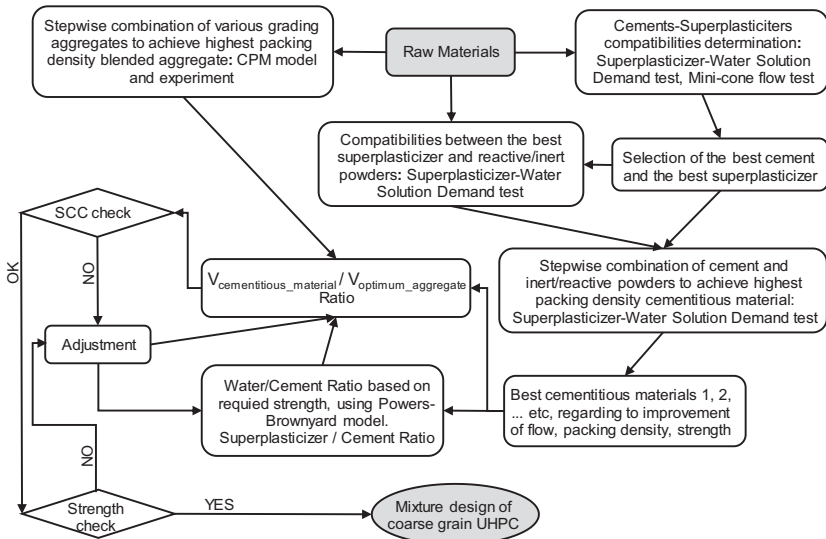 Stepwise combination of various grading
aggregates to achieve highest packing
density blended aggregate: CPM model
and experiment
Raw Materials
Cements-Superplasticiters
compatibilities determination:
Superplasticizer-Water Solution
Demand test, Mini-cone flow test
Compatibilities between the best
superplasticizer and reactive/inert
powders: Superplasticizer-Water
Solution Demand test
Selection of the best cement
and the best superplasticizer
SCC check
OK
NO
V_cementitious_material / V_optimum_aggregate
Ratio
Stepwise combination of cement and
inert/reactive powders to achieve highest
packing density cementitious material:
Superplasticizer-Water Solution Demand test
Adjustment
Water/Cement Ratio based on
requied strength, using Powers-
Brownyard model.
Superplasticizer / Cement Ratio
Best cementitious materials 1, 2,
... etc, regarding to improvement
of flow, packing density, strength
NO
Strength
check
YES
Mixture design of
coarse grain UHPC